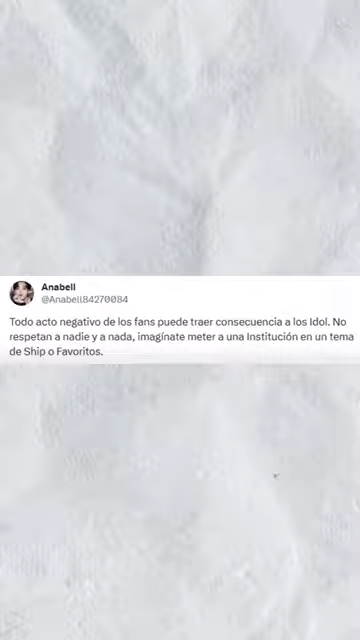 Anabell
@Anabell84270084
Todo acto negativo de los fans puede traer consecuencia a los Idol. No
respetan a nadie y a nada, imagínate meter a una Institución en un tema
de Ship o Favoritos.